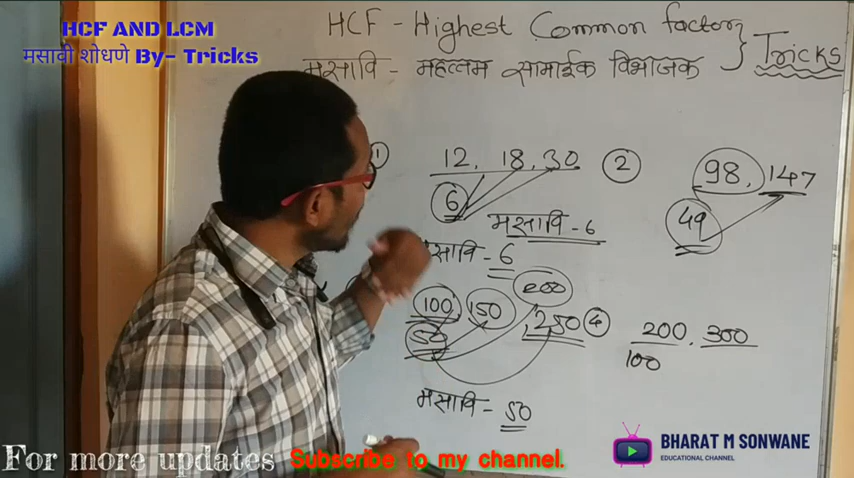 HCF AND LCM
मसावी शोधणे By- Tricks
HCF - Highest Common factor
मसावि - महत्तम सामाईक विभाजक
Tricks
1
12, 18, 30
6
मसावि - 6
मसावि - 6
2
98, 147
49
100, 150, 200, 250
50
मसावि - 50
4
200, 300
100
BHARAT M SONWANE
EDUCATIONAL CHANNEL
For more updates
Subscribe to my channel.